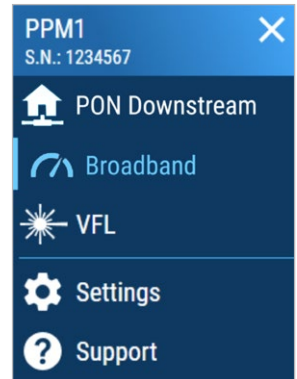 PPM1
S.N.: 1234567
PON Downstream
Broadband
VFL
Settings
? Support